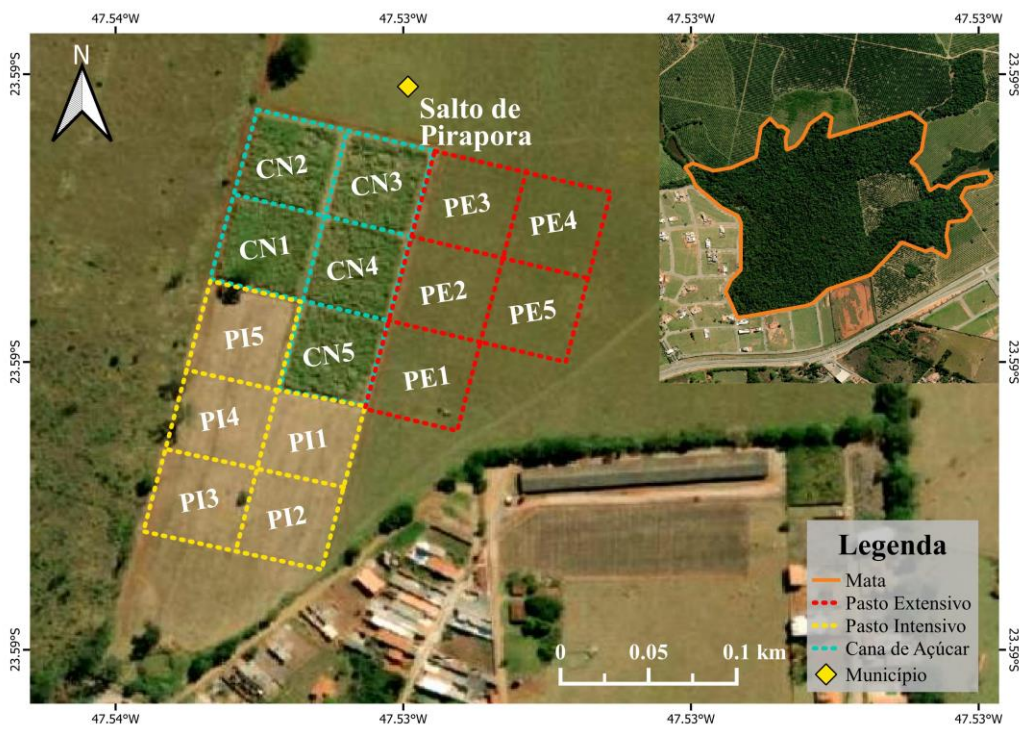 47.54°W 47.53°W 47.53°W 47.53°W
23.59°S 23.59°S
N
Salto de
Pirapora
CN2
CN3
PE3
PE4
CN1
CN4
PE2
PE5
PI5
CN5
PE1
PI4
PI1
PI3
PI2
23.59°S 23.59°S
Legenda
Mata
Pasto Extensivo
Pasto Intensivo
Cana de Açúcar
Município
0 0.05 0.1 km
23.59°S 23.59°S
47.54°W 47.53°W 47.53°W 47.53°W